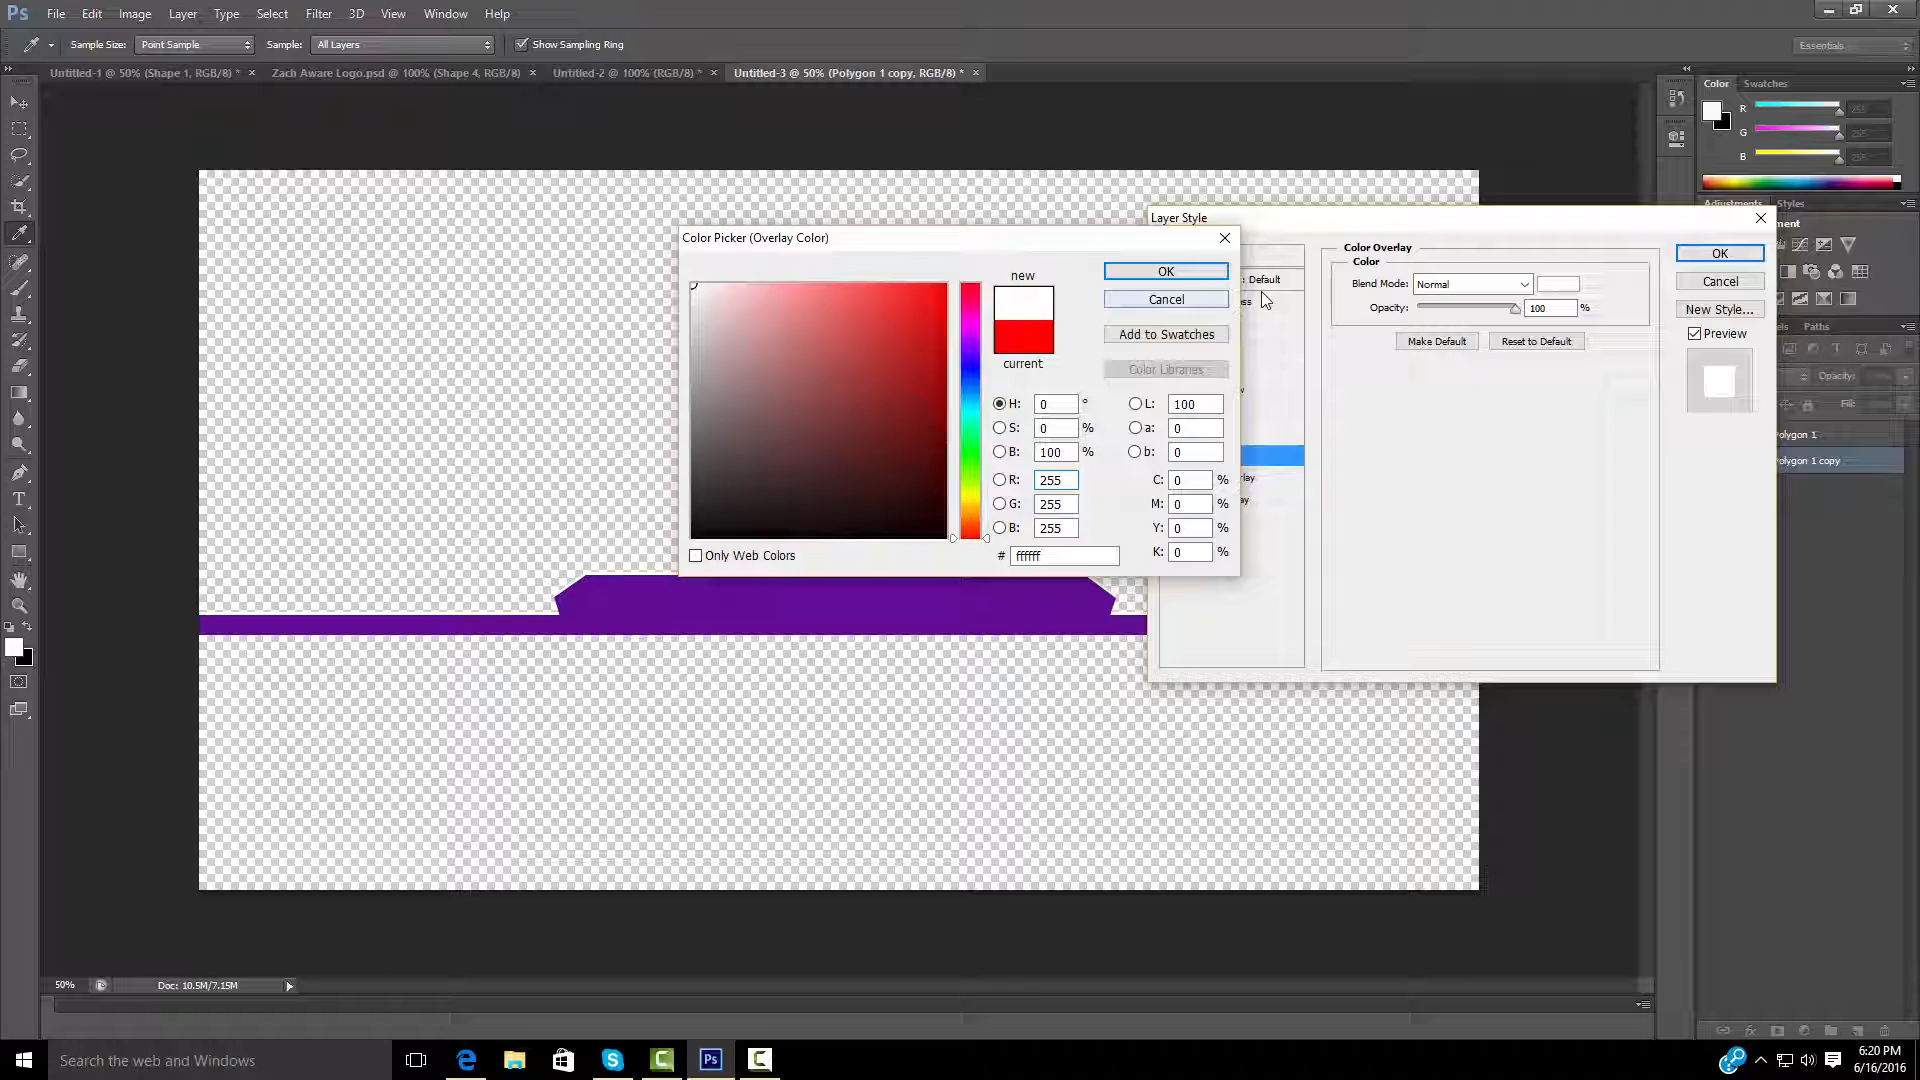 Ps File Edit Image Layer Type Select Filter 3D View Window Help
Sample Size: Point Sample Sample: All Layers Show Sampling Ring Essentials
Untitled-1 @ 50% (Shape 1, RGB/8) * × Zach Aware Logo.psd @ 100% (Shape 4, RGB/8) × Untitled-2 @ 100% (RGB/8) * × Untitled-3 @ 50% (Polygon 1 copy, RGB/8) * ×
Color Swatches
R 255
G 255
B 255
Adjustments Styles
Layer Style
Color Picker (Overlay Color)
Color Overlay
Color
OK
new
OK
: Default
Blend Mode: Normal
Cancel
Cancel
Opacity: 100 %
New Style...
Add to Swatches
Make Default Reset to Default
Preview
current
Color Libraries
Paths
Opacity:
H: 0 ° L: 100
Fill:
S: 0 % a: 0
B: 100 % b: 0
Polygon 1
Polygon 1 copy
R: 255 C: 0 %
G: 255 M: 0 %
B: 255 Y: 0 %
Only Web Colors # ffffff K: 0 %
50% Doc: 10.5M/7.15M
Search the web and Windows
Ps
6:20 PM
6/16/2016